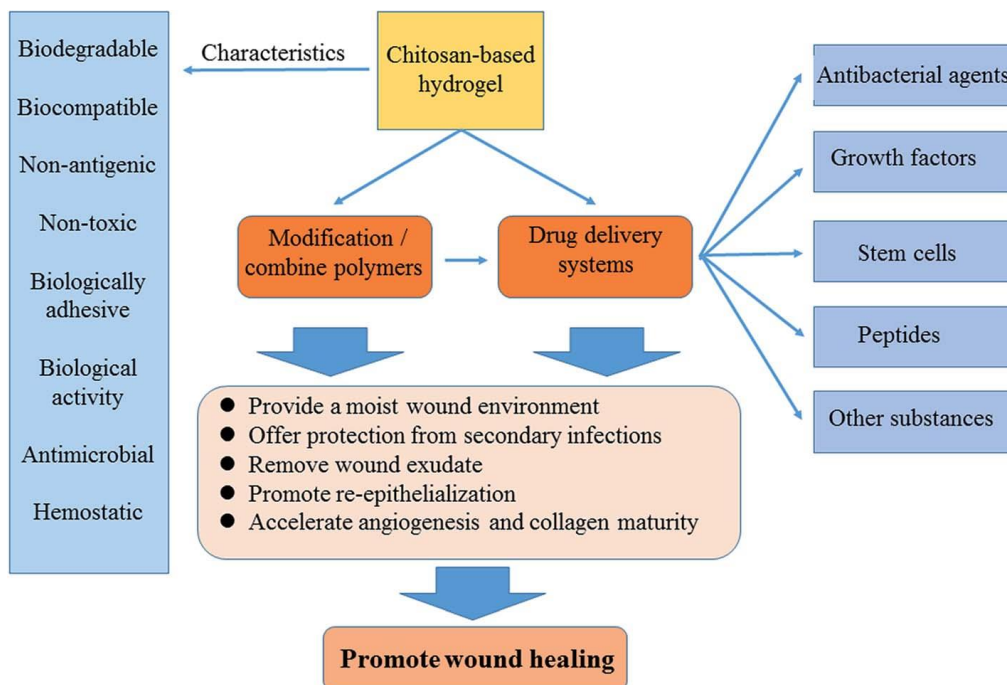 Biodegradable
Biocompatible
Non-antigenic
Non-toxic
Biologically
adhesive
Biological
activity
Antimicrobial
Hemostatic
Characteristics
Chitosan-based
hydrogel
Modification /
combine polymers
Drug delivery
systems
Antibacterial agents
Growth factors
Stem cells
Peptides
Other substances
● Provide a moist wound environment
● Offer protection from secondary infections
● Remove wound exudate
● Promote re-epithelialization
● Accelerate angiogenesis and collagen maturity
Promote wound healing